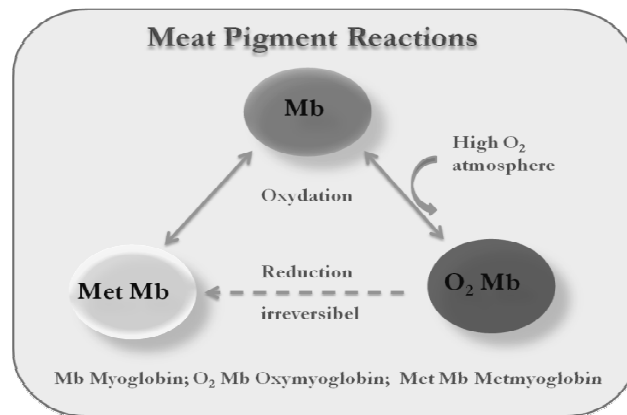 Meat Pigment Reactions
Mb
High O₂
atmosphere
Oxydation
Met Mb
Reduction
irreversibel
O₂ Mb
Mb Myoglobin; O₂ Mb Oxymyoglobin; Met Mb Metmyoglobin